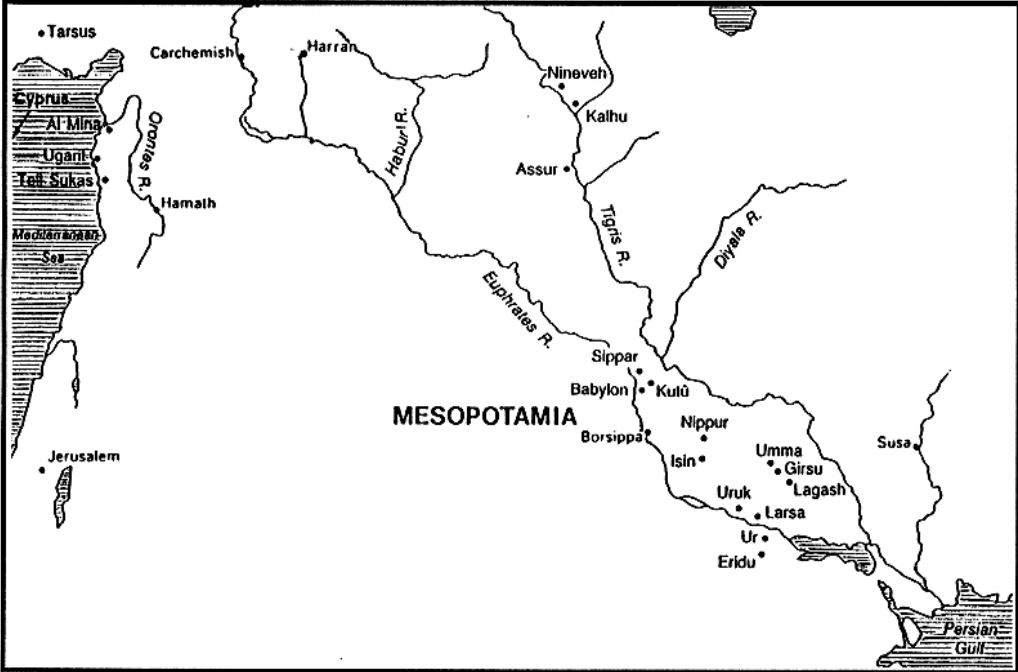 Tarsus
Carchemish
Harran
Nineveh
Kalhu
Cyprus
Al Mina
Ugarit
Tell Sukas
Orontes R.
Hamath
Habur R.
Assur
Tigris R.
Diyala R.
Mediterranean
Sea
Euphrates R.
Sippar
Babylon
Kutû
MESOPOTAMIA
Borsippa
Nippur
Isin
Umma
Girsu
Lagash
Susa
Jerusalem
Uruk
Larsa
Ur
Eridu
Persian
Gulf